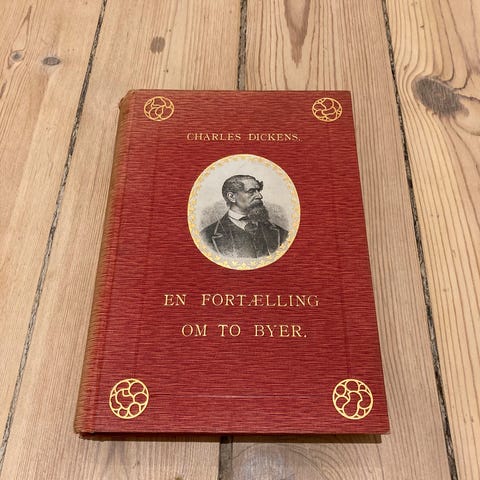 CHARLES DICKENS.
EN FORTÆLLING
OM TO BYER.